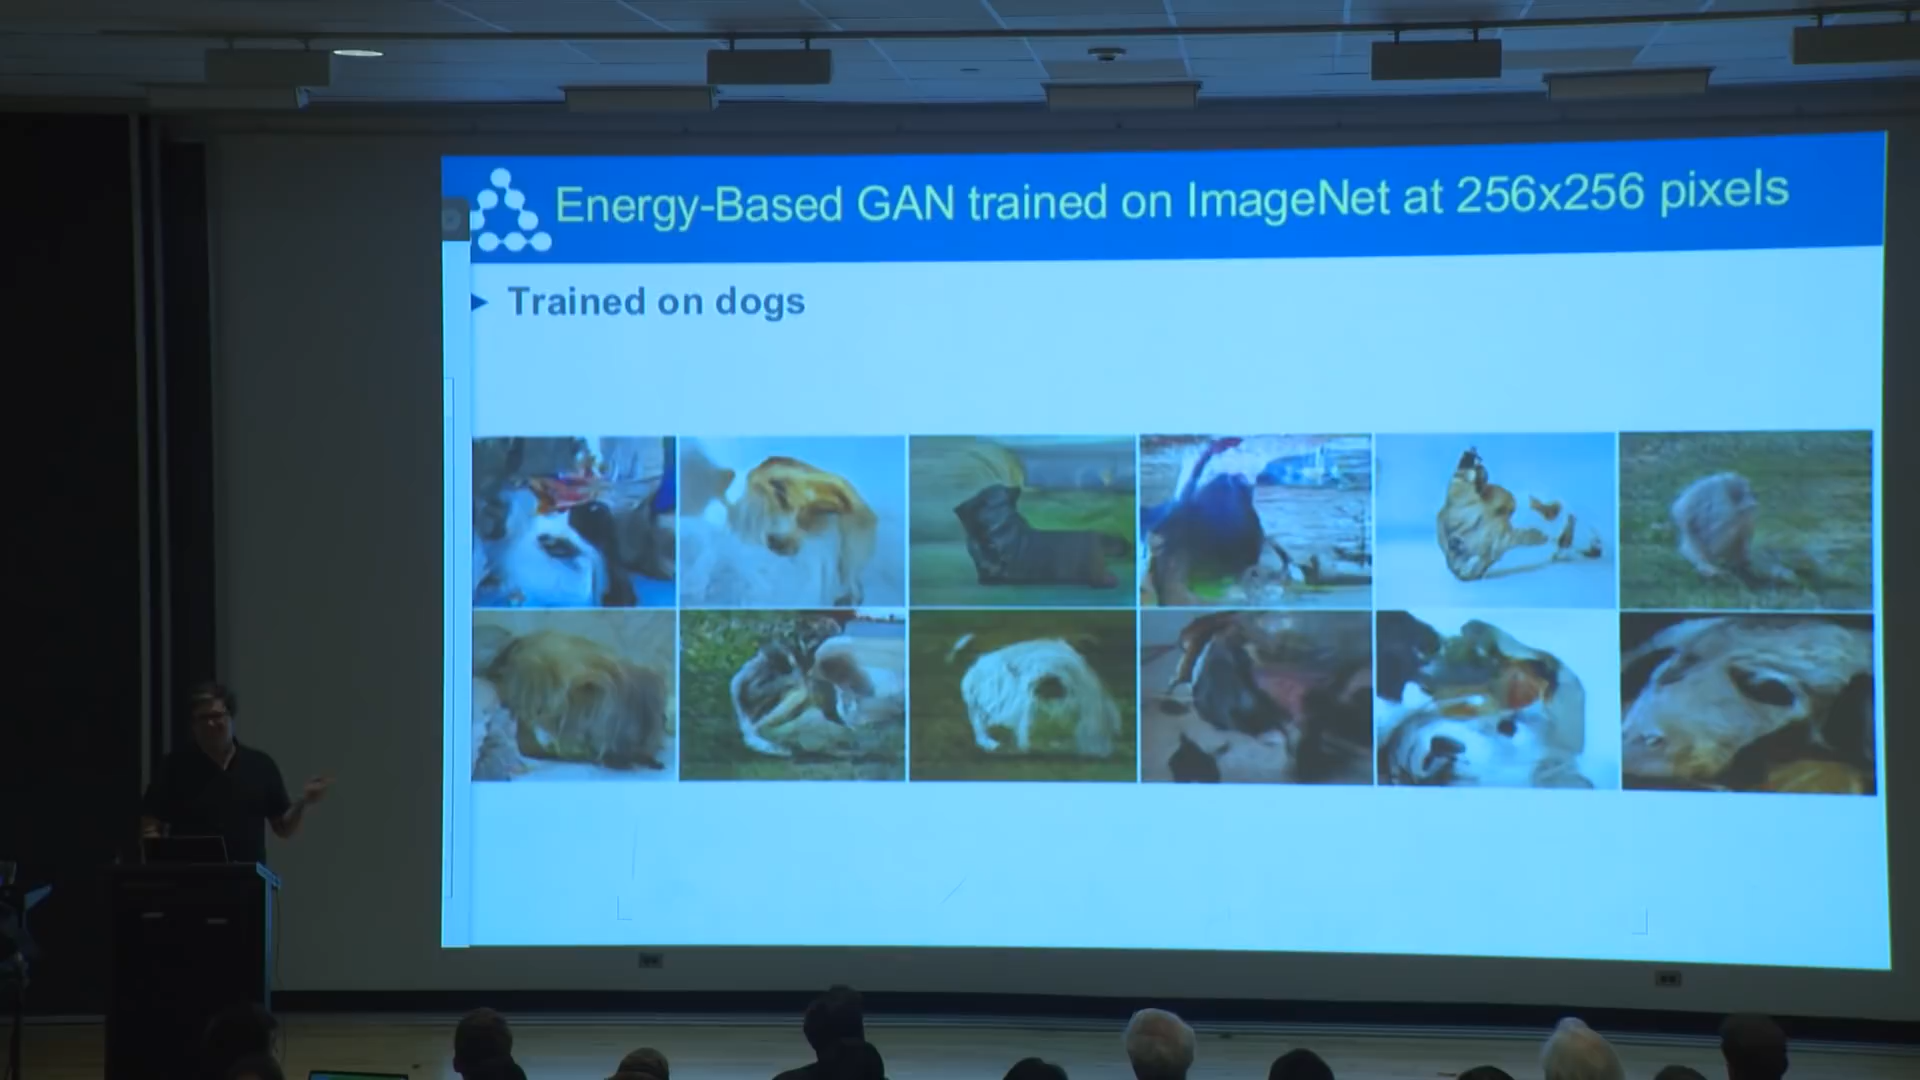 Energy-Based GAN trained on ImageNet at 256x256 pixels
Trained on dogs